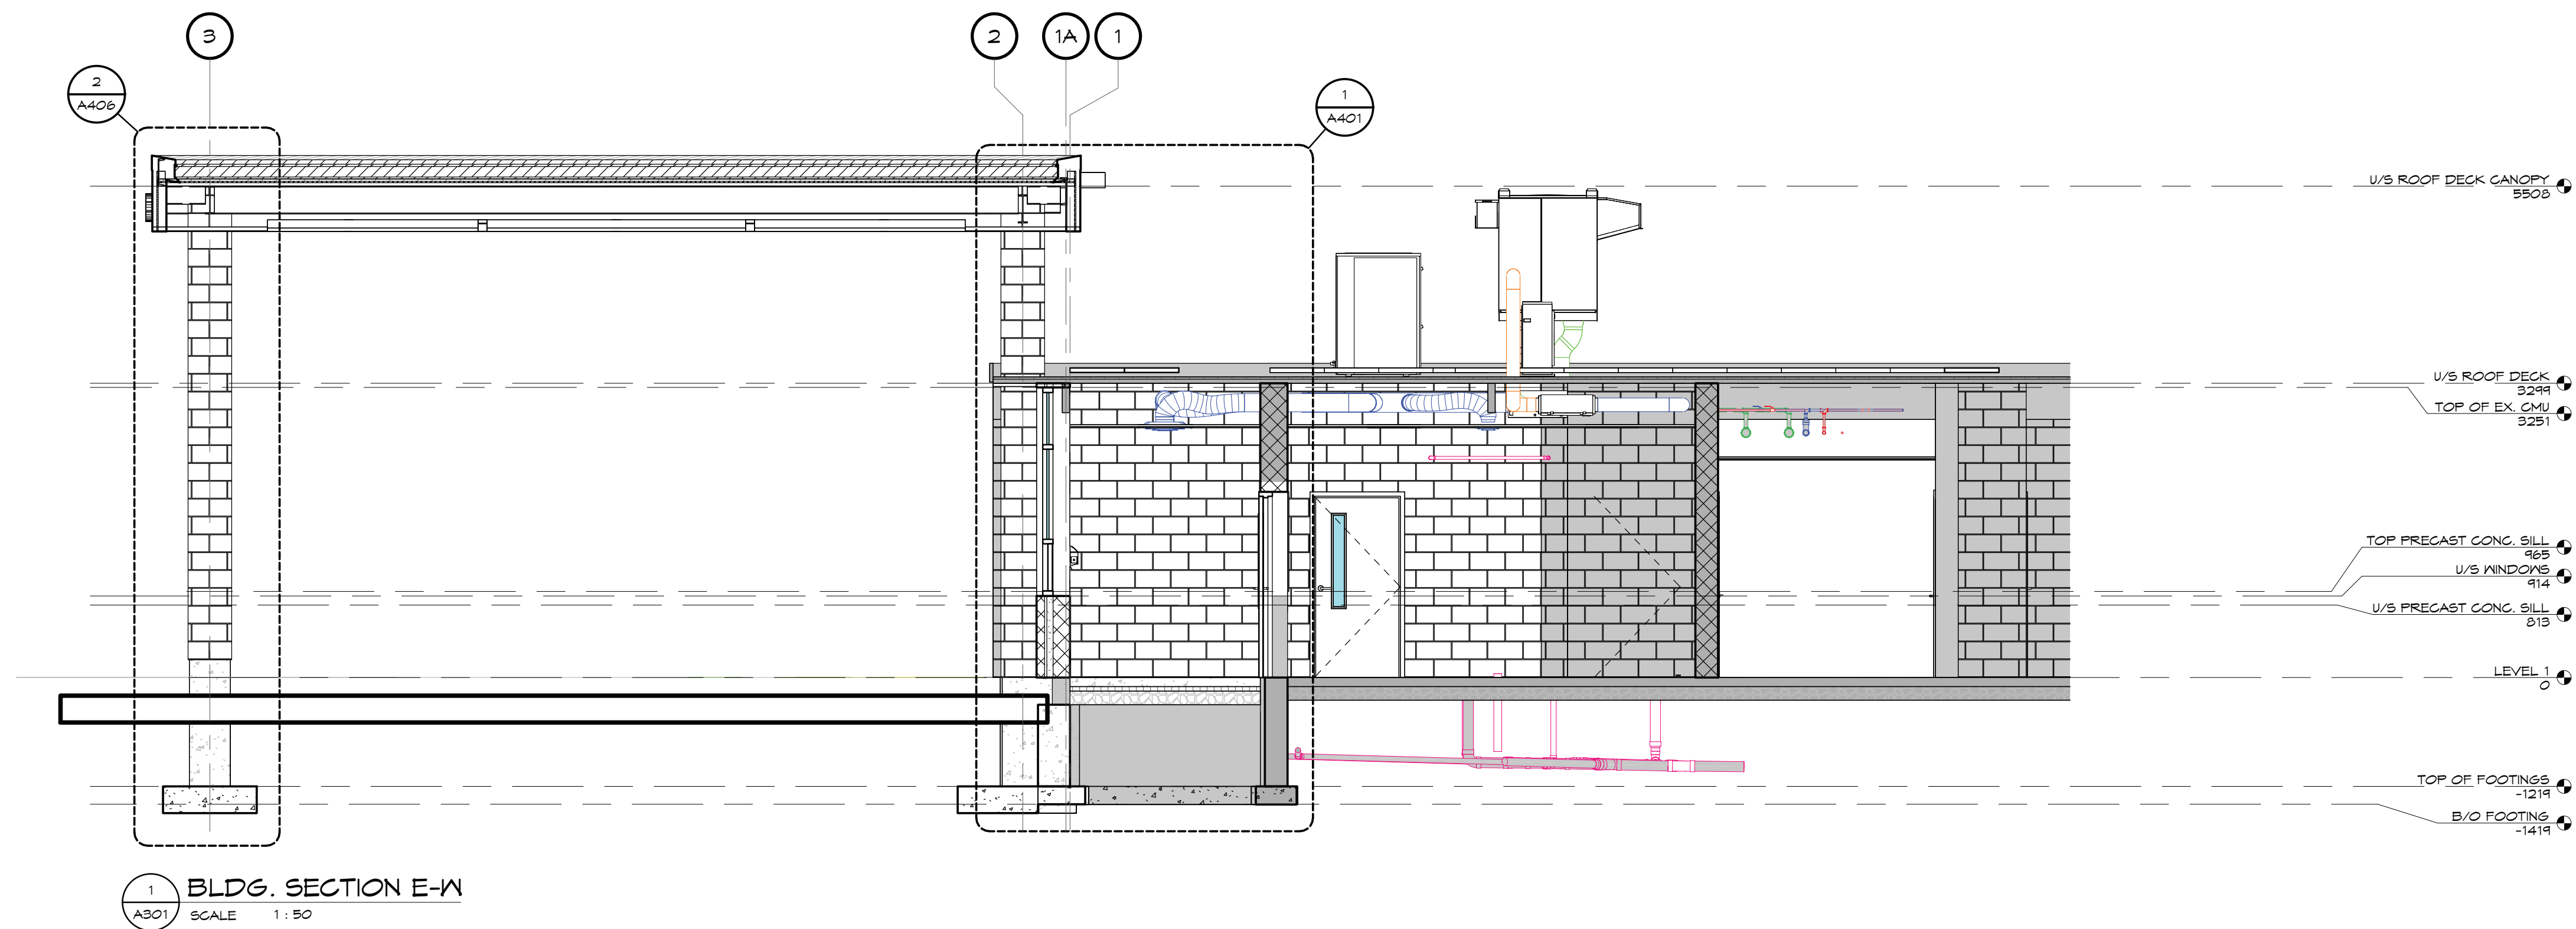 3
2
1A
1
2
A406
1
A401
U/S ROOF DECK CANOPY
5508
U/S ROOF DECK
3299
TOP OF EX. CMU
3251
TOP PRECAST CONC. SILL
965
U/S WINDOWS
914
U/S PRECAST CONC. SILL
813
LEVEL 1
0
TOP OF FOOTINGS
-1219
B/O FOOTING
-1419
1
A301
BLDG. SECTION E-W
SCALE 1 : 50